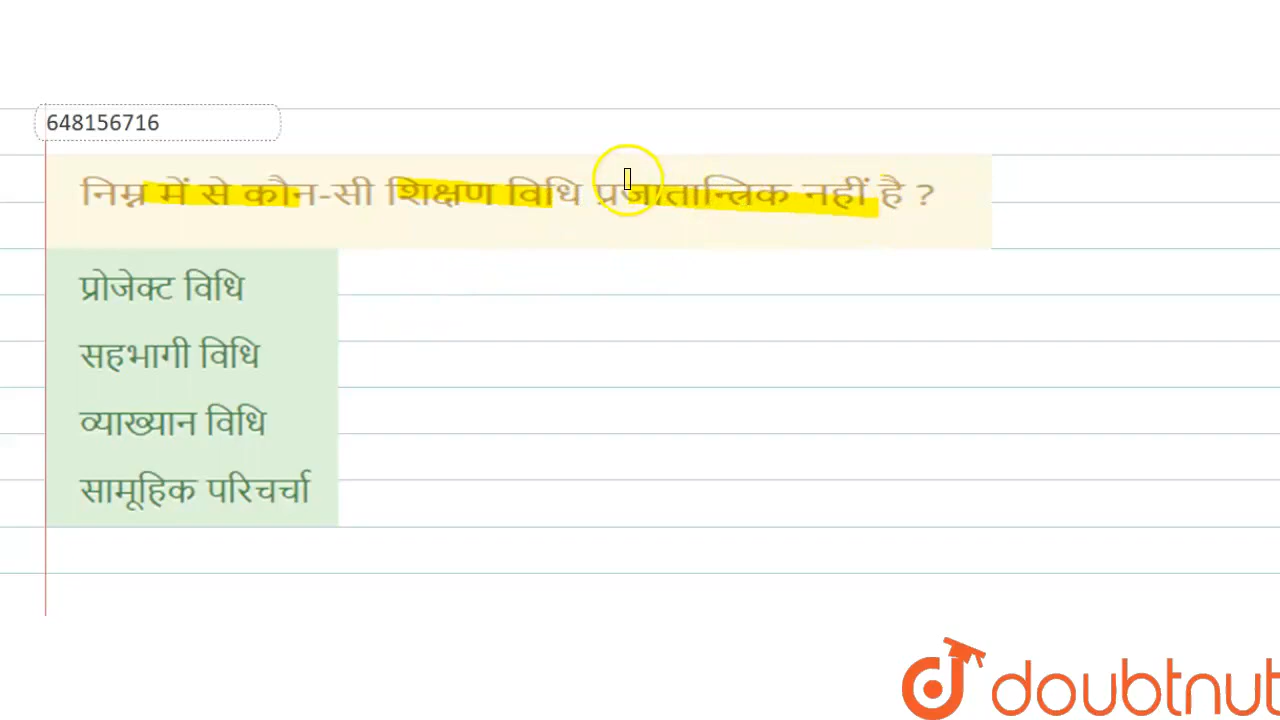 648156716
निम्न में से कौन-सी शिक्षण विधि प्रजातान्त्रिक नहीं है ?
प्रोजेक्ट विधि
सहभागी विधि
व्याख्यान विधि
सामूहिक परिचर्चा
doubtnut